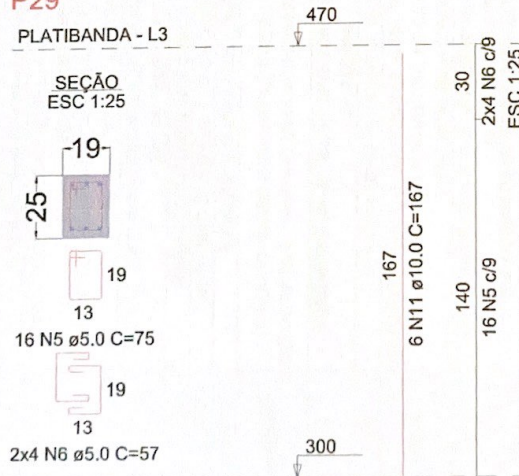 P29
470
PLATIBANDA - L3
SEÇÃO
ESC 1:25
19
25
19
13
16 N5 ø5.0 C=75
19
13
2x4 N6 ø5.0 C=57
300
167
6 N11 ø10.0 C=167
30
2x4 N6 c/9
140
16 N5 c/9
ESC 1:25